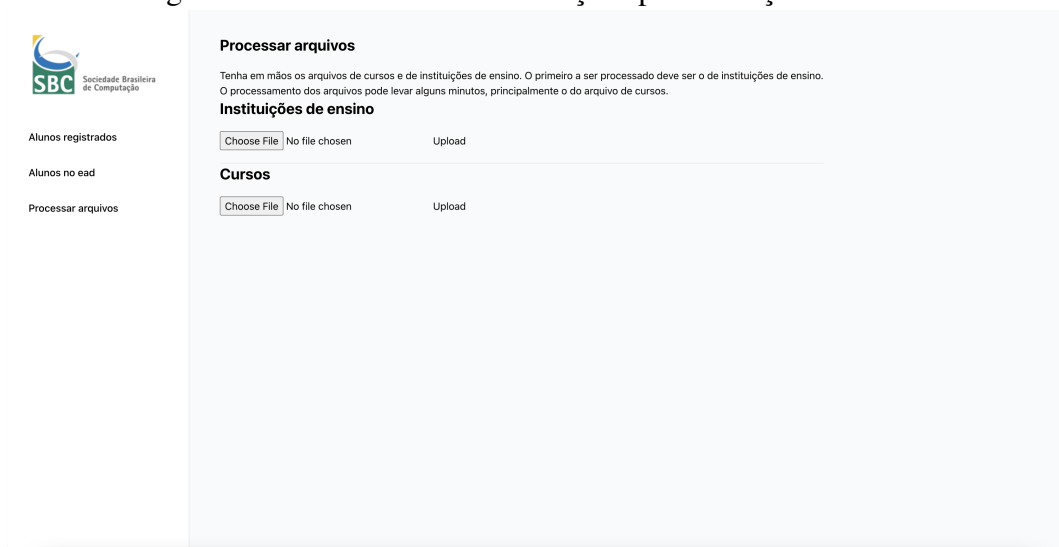 SBC
Sociedade Brasileira
de Computação
Alunos registrados
Alunos no ead
Processar arquivos
Processar arquivos
Tenha em mãos os arquivos de cursos e de instituições de ensino. O primeiro a ser processado deve ser o de instituições de ensino.
O processamento dos arquivos pode levar alguns minutos, principalmente o do arquivo de cursos.
Instituições de ensino
Choose File No file chosen Upload
Cursos
Choose File No file chosen Upload